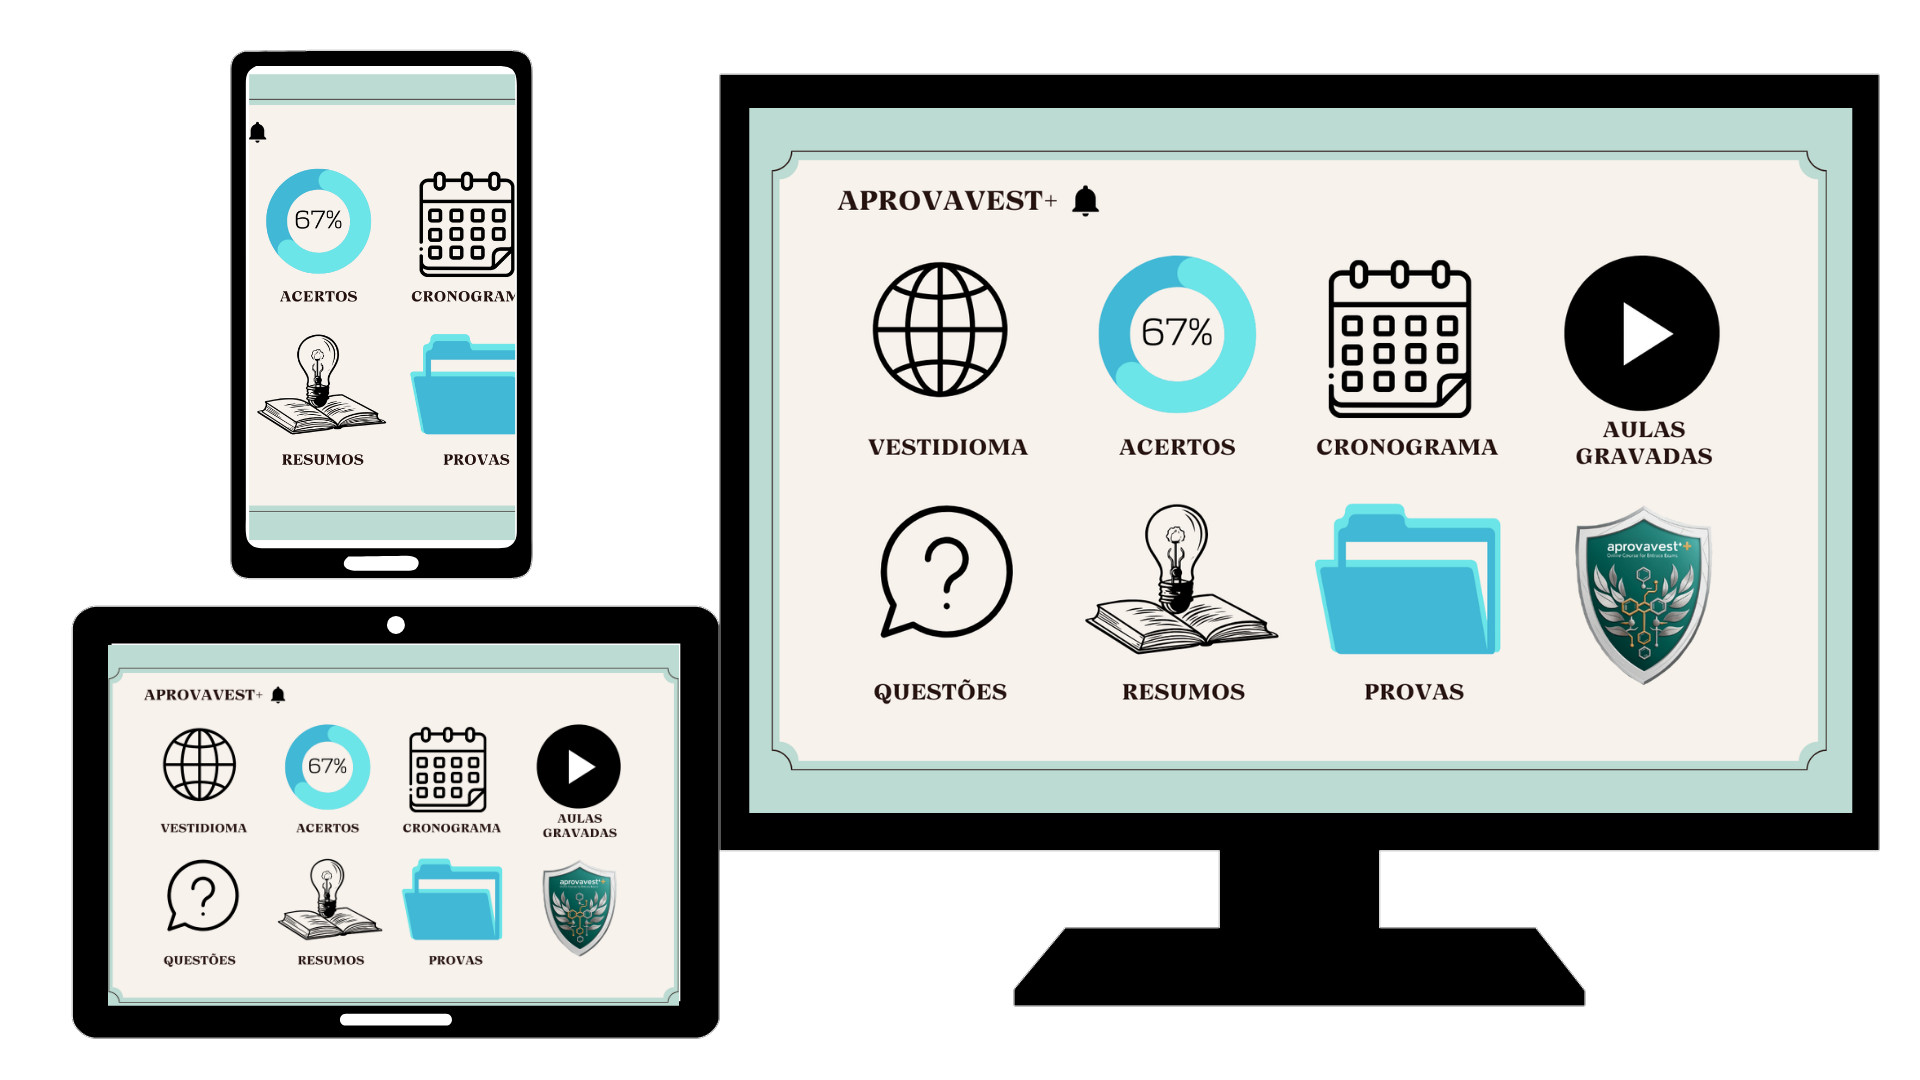 67%
ACERTOS
CRONOGRAM
RESUMOS
PROVAS
APROVAVEST+
67%
VESTIDIOMA
ACERTOS
CRONOGRAMA
AULAS
GRAVADAS
aprovavest+
QUESTÕES
RESUMOS
PROVAS
APROVAVEST+
67%
VESTIDIOMA
ACERTOS
CRONOGRAMA
AULAS
GRAVADAS
aprovavest+
QUESTÕES
RESUMOS
PROVAS